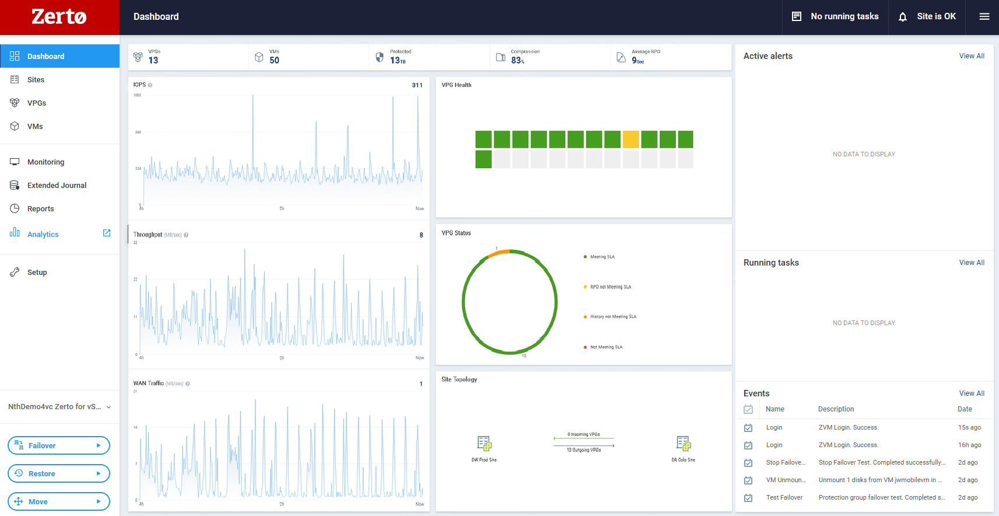 Zerto
Dashboard
No running tasks
Site is OK
Dashboard
Sites
VPGs
VMs
Monitoring
Extended Journal
Reports
Analytics
Setup
NthDemo4vc Zerto for vS...
Failover
Restore
Move
VPGs
13
VMs
50
Protected
13TB
Compression
83%
Average RPO
9Sec
IOPS ?
311
1002
668
334
0
4h
2h
Now
Throughput (MB/sec) ?
8
33
22
11
0
4h
2h
Now
WAN Traffic (MB/sec) ?
1
21
14
7
0
4h
2h
Now
VPG Health
VPG Status
1
12
Meeting SLA
RPO not Meeting SLA
History not Meeting SLA
Not Meeting SLA
Site Topology
0 Incoming VPGs
13 Outgoing VPGs
DW Prod Site
DR Colo Site
Active alerts
View All
NO DATA TO DISPLAY
Running tasks
View All
NO DATA TO DISPLAY
Events
View All
Name Description Date
Login ZVM Login. Success. 15s ago
Login ZVM Login. Success. 16h ago
Stop Failove... Stop Failover Test. Completed successfully... 2d ago
VM Unmoun... Unmount 1 disks from VM jwmobilevm in ... 2d ago
Test Failover Protection group failover test. Completed s... 2d ago